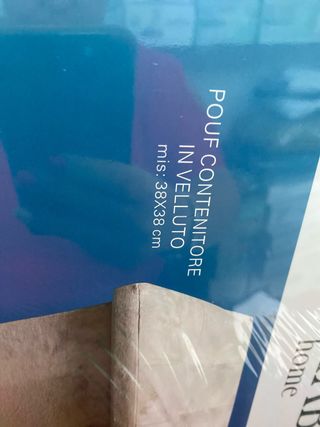 POUF CONTENITORE
IN VELLUTO
mis: 38X38 cm
home